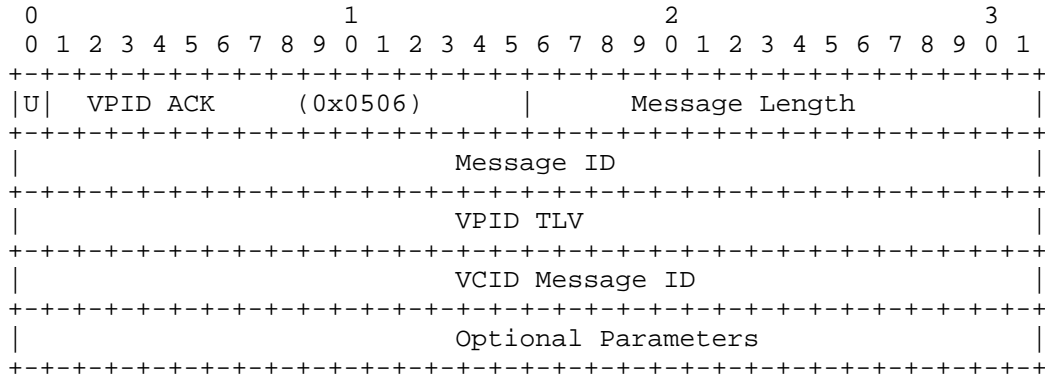 0                   1                   2                   3
 0 1 2 3 4 5 6 7 8 9 0 1 2 3 4 5 6 7 8 9 0 1 2 3 4 5 6 7 8 9 0 1
+-+-+-+-+-+-+-+-+-+-+-+-+-+-+-+-+-+-+-+-+-+-+-+-+-+-+-+-+-+-+-+-+
|U|  VPID ACK     (0x0506)      |      Message Length           |
+-+-+-+-+-+-+-+-+-+-+-+-+-+-+-+-+-+-+-+-+-+-+-+-+-+-+-+-+-+-+-+-+
|                           Message ID                          |
+-+-+-+-+-+-+-+-+-+-+-+-+-+-+-+-+-+-+-+-+-+-+-+-+-+-+-+-+-+-+-+-+
|                           VPID TLV                            |
+-+-+-+-+-+-+-+-+-+-+-+-+-+-+-+-+-+-+-+-+-+-+-+-+-+-+-+-+-+-+-+-+
|                           VCID Message ID                     |
+-+-+-+-+-+-+-+-+-+-+-+-+-+-+-+-+-+-+-+-+-+-+-+-+-+-+-+-+-+-+-+-+
|                           Optional Parameters                 |
+-+-+-+-+-+-+-+-+-+-+-+-+-+-+-+-+-+-+-+-+-+-+-+-+-+-+-+-+-+-+-+-+